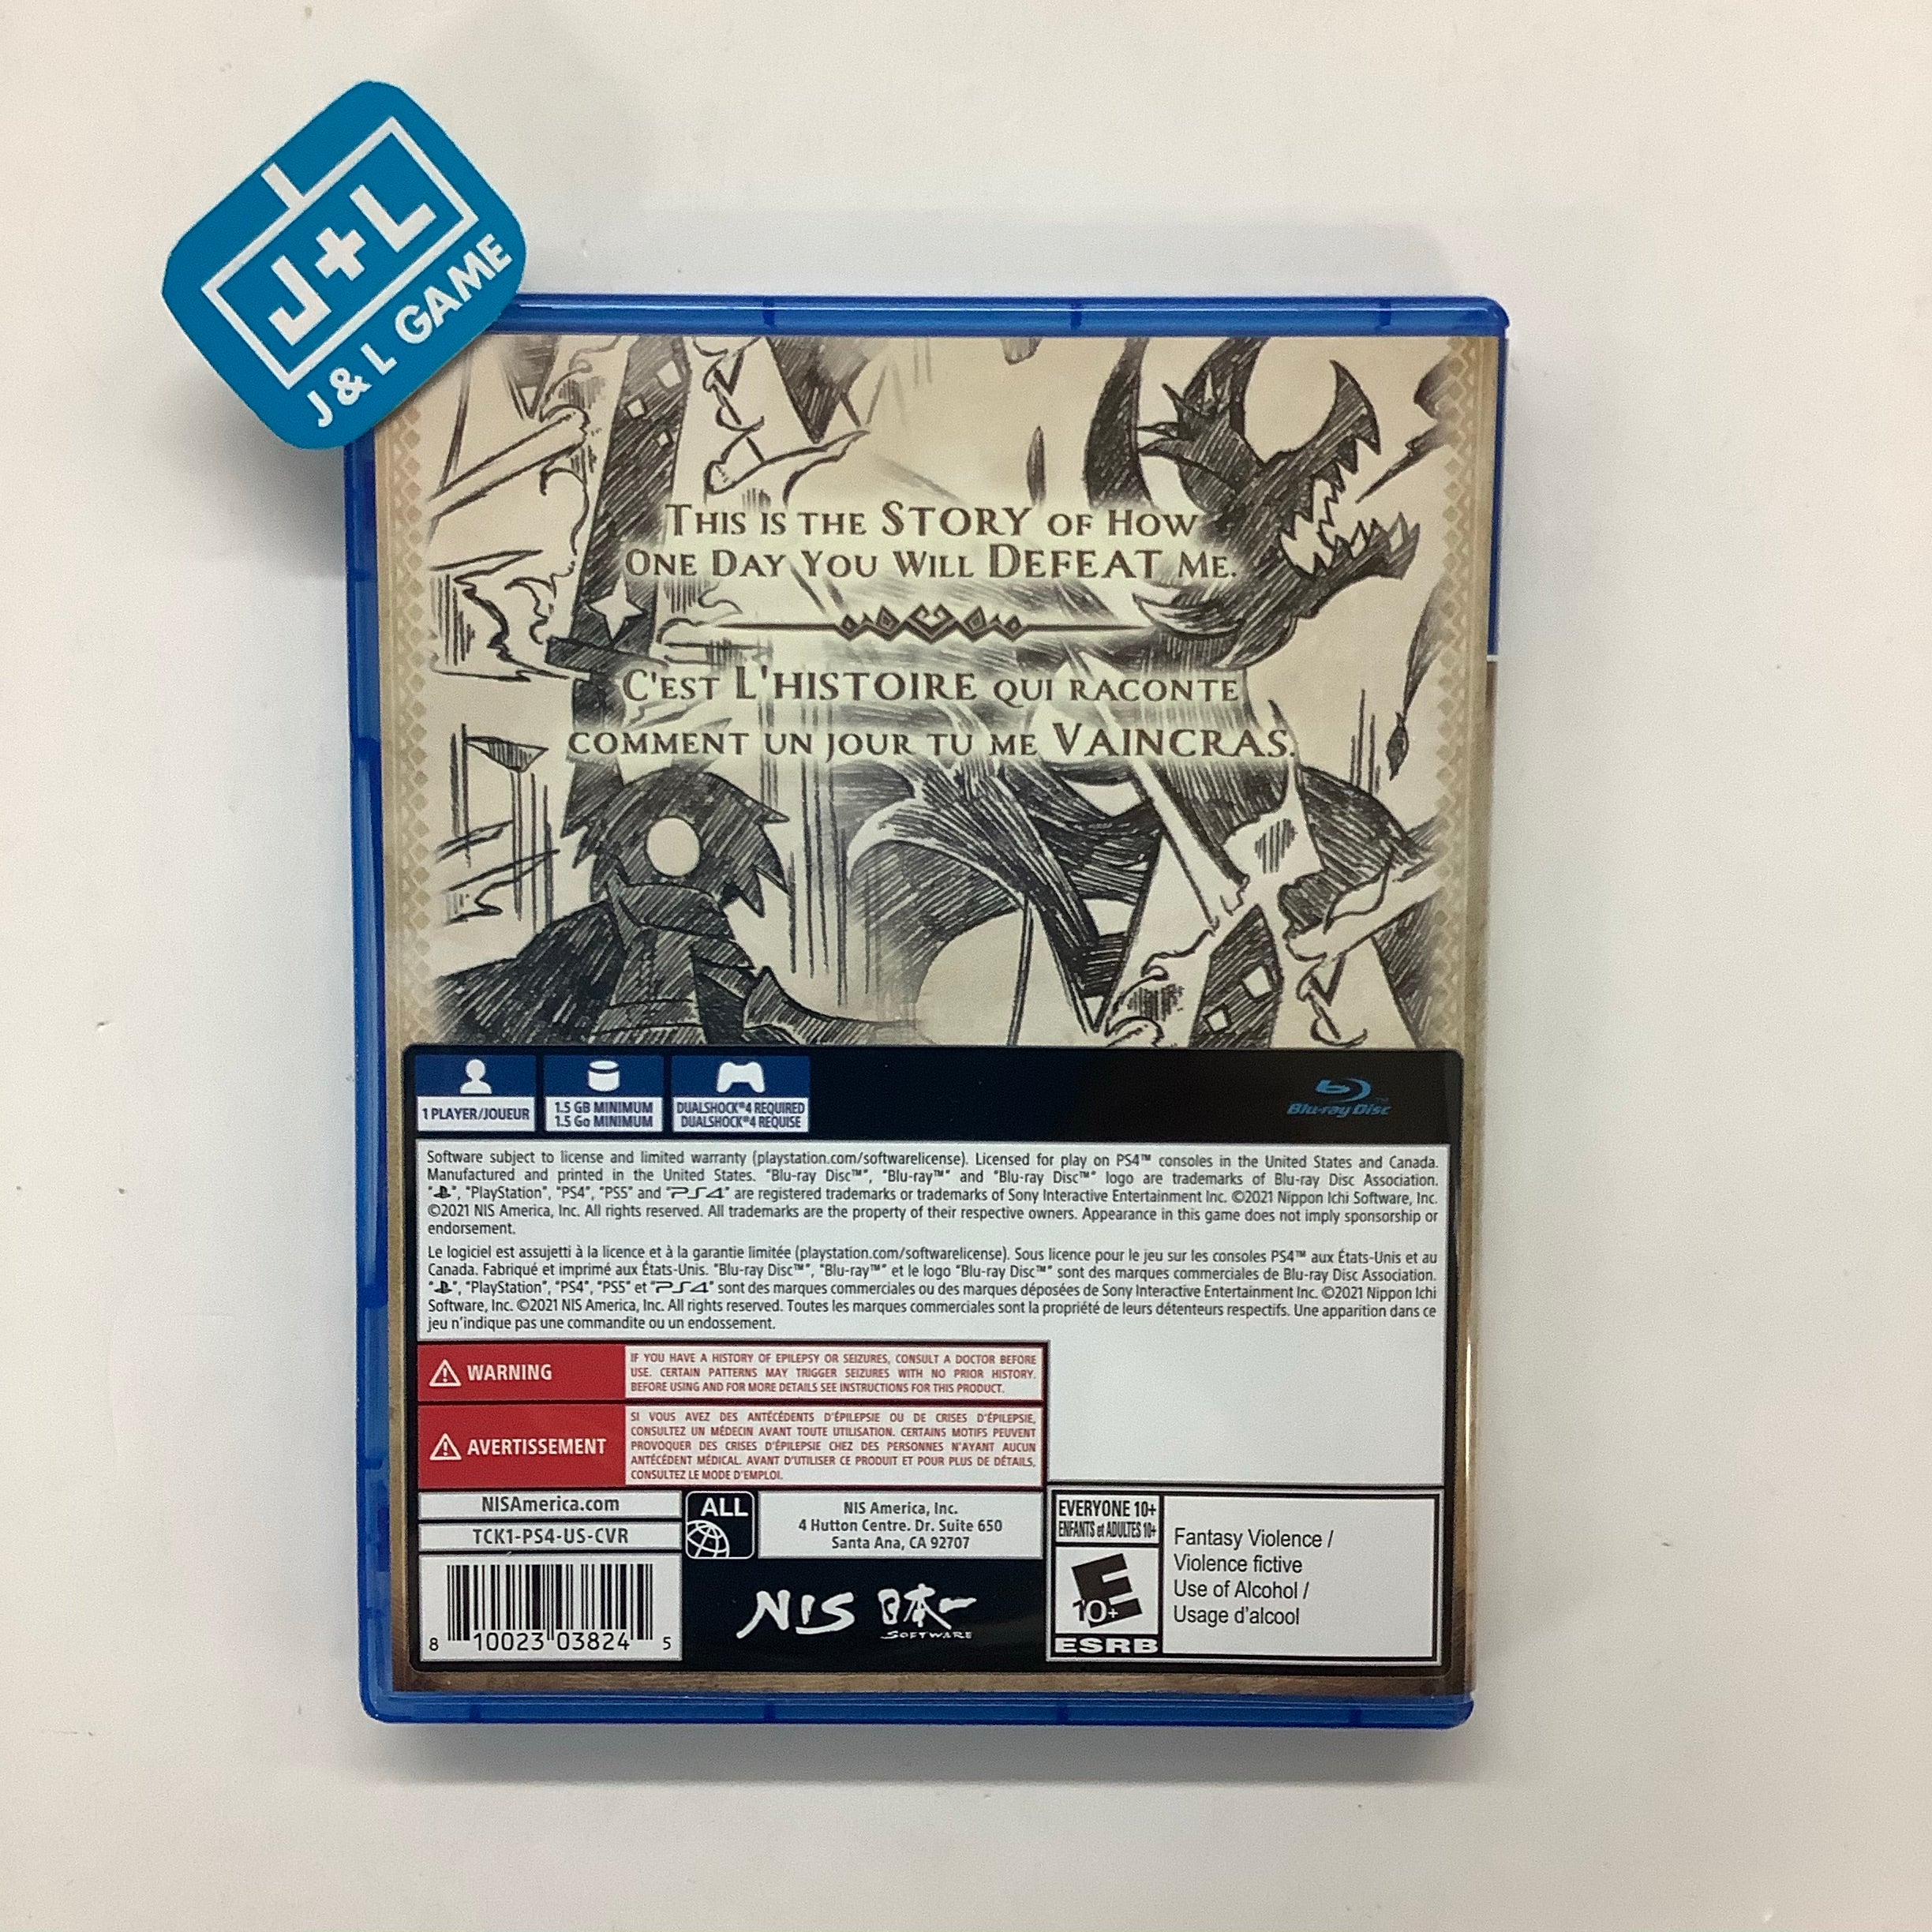 J+L
J & L GAME
THIS IS THE STORY OF HOW
ONE DAY YOU WILL DEFEAT ME.
C'EST L'HISTOIRE QUI RACONTE
COMMENT UN JOUR TU ME VAINCRAS.
1 PLAYER/JOUEUR
1.5 GB MINIMUM
1.5 Go MINIMUM
DUALSHOCK®4 REQUIRED
DUALSHOCK®4 REQUISE
Blu-ray Disc™
Software subject to license and limited warranty (playstation.com/softwarelicense). Licensed for play on PS4™ consoles in the United States and Canada.
Manufactured and printed in the United States. "Blu-ray Disc™", "Blu-ray™" and "Blu-ray Disc™" logo are trademarks of Blu-ray Disc Association.
"PS", "PlayStation", "PS4", "PS5" and "PS4" are registered trademarks or trademarks of Sony Interactive Entertainment Inc. ©2021 Nippon Ichi Software, Inc.
©2021 NIS America, Inc. All rights reserved. All trademarks are the property of their respective owners. Appearance in this game does not imply sponsorship or
endorsement.
Le logiciel est assujetti à la licence et à la garantie limitée (playstation.com/softwarelicense). Sous licence pour le jeu sur les consoles PS4™ aux États-Unis et au
Canada. Fabriqué et imprimé aux États-Unis. "Blu-ray Disc™", "Blu-ray™" et le logo "Blu-ray Disc™" sont des marques commerciales de Blu-ray Disc Association.
"PS", "PlayStation", "PS4", "PS5" et "PS4" sont des marques commerciales ou des marques déposées de Sony Interactive Entertainment Inc. ©2021 Nippon Ichi
Software, Inc. ©2021 NIS America, Inc. All rights reserved. Toutes les marques commerciales sont la propriété de leurs détenteurs respectifs. Une apparition dans ce
jeu n'indique pas une commandite ou un endossement.
WARNING
IF YOU HAVE A HISTORY OF EPILEPSY OR SEIZURES, CONSULT A DOCTOR BEFORE
USE. CERTAIN PATTERNS MAY TRIGGER SEIZURES WITH NO PRIOR HISTORY.
BEFORE USING AND FOR MORE DETAILS SEE INSTRUCTIONS FOR THIS PRODUCT.
AVERTISSEMENT
SI VOUS AVEZ DES ANTÉCÉDENTS D'ÉPILEPSIE OU DE CRISES D'ÉPILEPSIE,
CONSULTEZ UN MÉDECIN AVANT TOUTE UTILISATION. CERTAINS MOTIFS PEUVENT
PROVOQUER DES CRISES D'ÉPILEPSIE CHEZ DES PERSONNES N'AYANT AUCUN
ANTÉCÉDENT MÉDICAL. AVANT D'UTILISER CE PRODUIT ET POUR PLUS DE DÉTAILS,
CONSULTEZ LE MODE D'EMPLOI.
NISAmerica.com
TCK1-PS4-US-CVR
8 10023 03824 5
ALL
NIS America, Inc.
4 Hutton Centre. Dr. Suite 650
Santa Ana, CA 92707
NIS 日本一
SOFTWARE
EVERYONE 10+
ENFANTS et ADULTES 10+
E
10+
ESRB
Fantasy Violence /
Violence fictive
Use of Alcohol /
Usage d'alcool